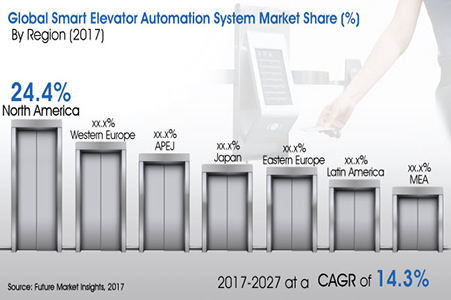 Global Smart Elevator Automation System Market Share (%)
By Region (2017)
24.4%
North America
xx.x%
Western Europe
xx.x%
APEJ
xx.x%
Japan
xx.x%
Eastern Europe
xx.x%
Latin America
xx.x%
MEA
Source: Future Market Insights, 2017
2017-2027 at a CAGR of 14.3%